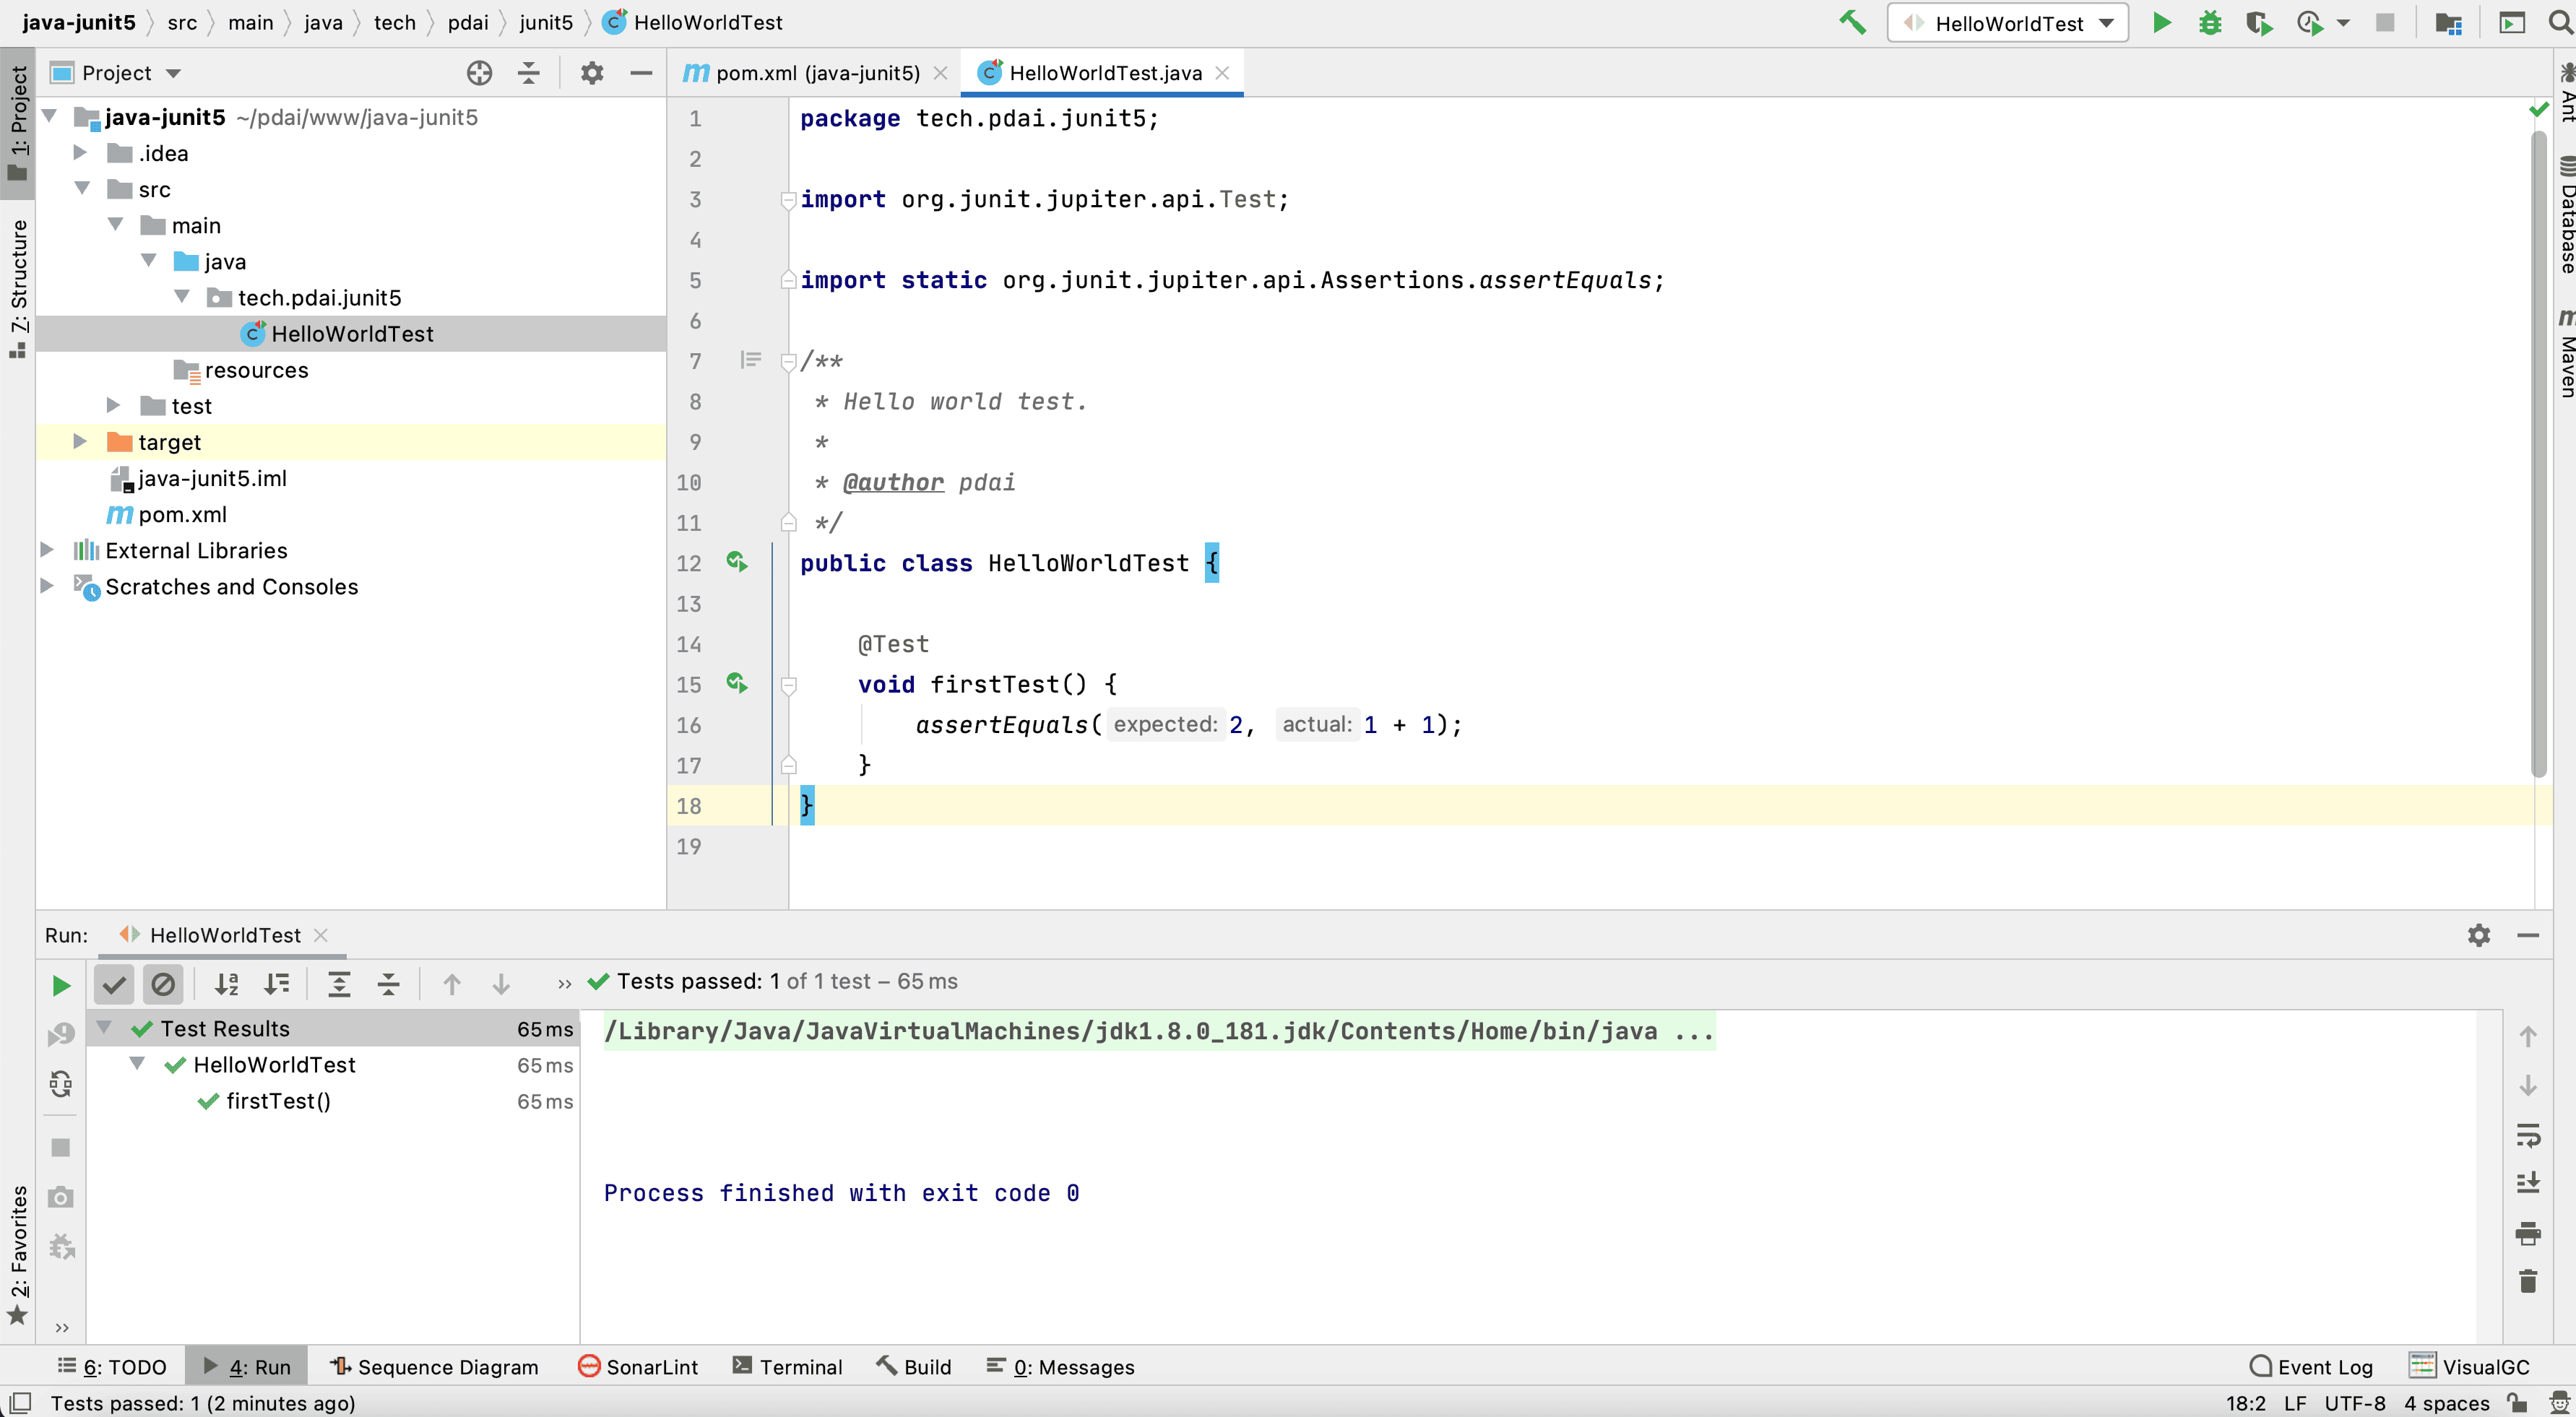 java-junit5 src main java tech pdai junit5 HelloWorldTest
HelloWorldTest
1: Project
7: Structure
2: Favorites
Project
java-junit5 ~/pdai/www/java-junit5
.idea
src
main
java
tech.pdai.junit5
HelloWorldTest
resources
test
target
java-junit5.iml
pom.xml
External Libraries
Scratches and Consoles
pom.xml (java-junit5)
HelloWorldTest.java
1 package tech.pdai.junit5;
2
3 import org.junit.jupiter.api.Test;
4
5 import static org.junit.jupiter.api.Assertions.assertEquals;
6
7 /**
8 * Hello world test.
9 *
10 * @author pdai
11 */
12 public class HelloWorldTest {
13
14 @Test
15 void firstTest() {
16 assertEquals( expected: 2, actual: 1 + 1);
17 }
18 }
19
Ant
Database
Maven
Run: HelloWorldTest
Tests passed: 1 of 1 test – 65 ms
Test Results 65 ms
HelloWorldTest 65 ms
firstTest() 65 ms
/Library/Java/JavaVirtualMachines/jdk1.8.0_181.jdk/Contents/Home/bin/java ...
Process finished with exit code 0
6: TODO 4: Run Sequence Diagram SonarLint Terminal Build 0: Messages Event Log VisualGC
Tests passed: 1 (2 minutes ago) 18:2 LF UTF-8 4 spaces